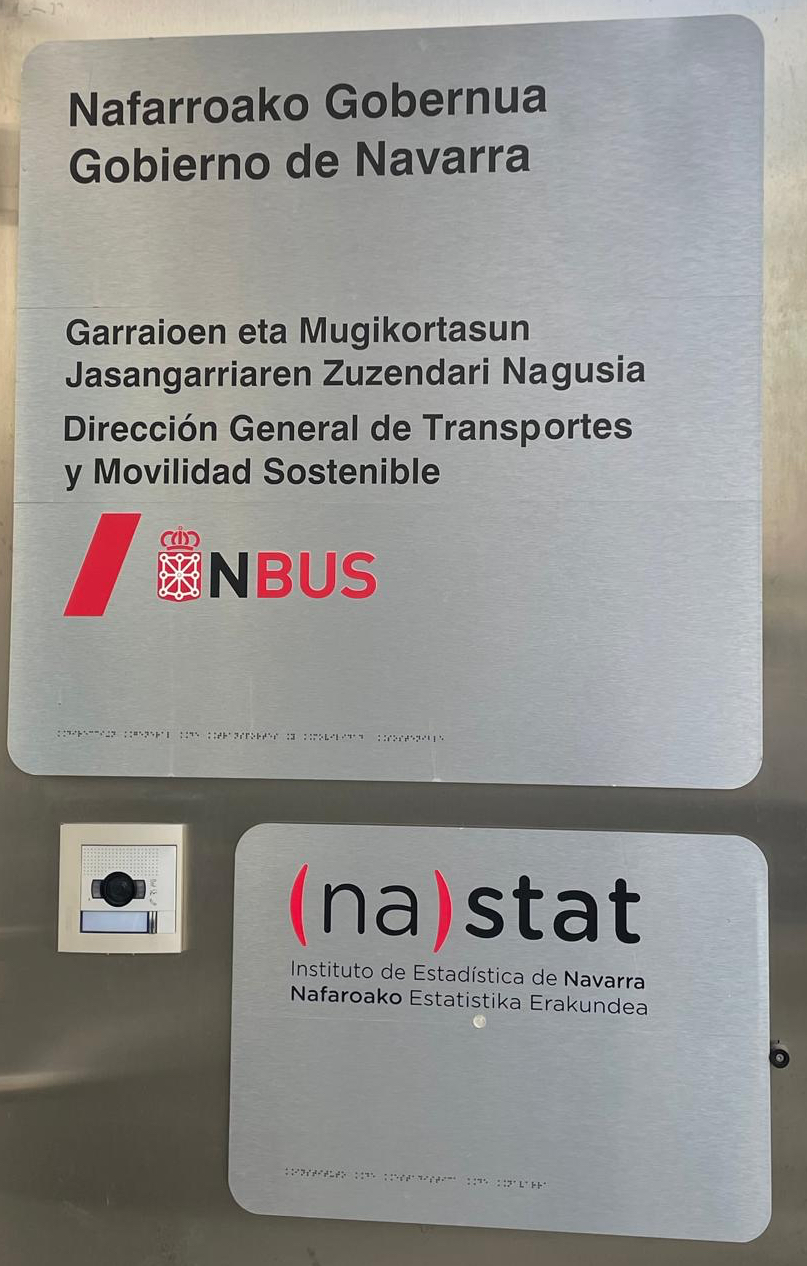 Nafarroako Gobernua
Gobierno de Navarra
Garraioen eta Mugikortasun
Jasangarriaren Zuzendari Nagusia
Dirección General de Transportes
y Movilidad Sostenible
NBUS
(na)stat
Instituto de Estadística de Navarra
Nafaroako Estatistika Erakundea